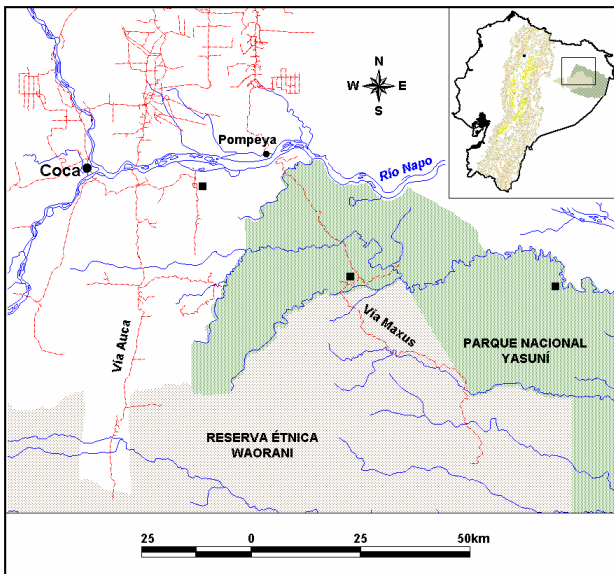 N
W E
S
Pompeya
Coca
Río Napo
Vía Auca
Vía Maxus
PARQUE NACIONAL
YASUNÍ
RESERVA ÉTNICA
WAORANI
25 0 25 50km